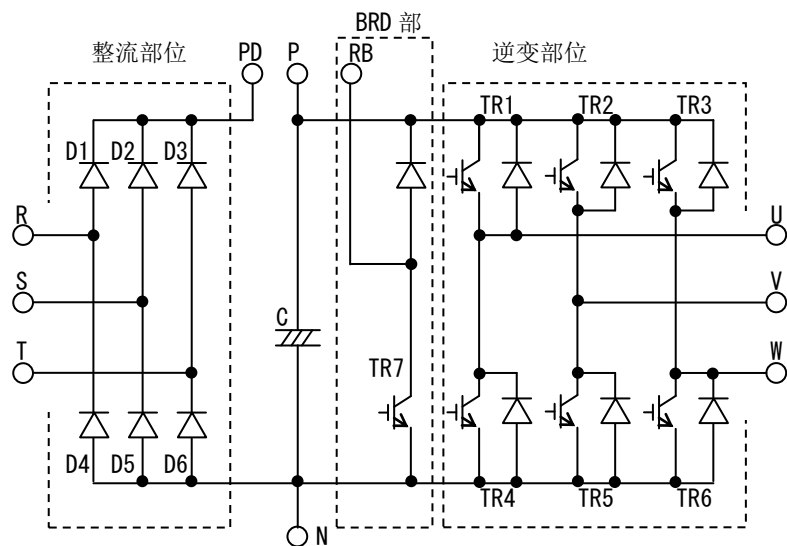 BRD 部
整流部位 PD P RB 逆变部位
TR1 TR2 TR3
D1 D2 D3
R U
S V
C
T TR7 W
D4 D5 D6 TR4 TR5 TR6
N